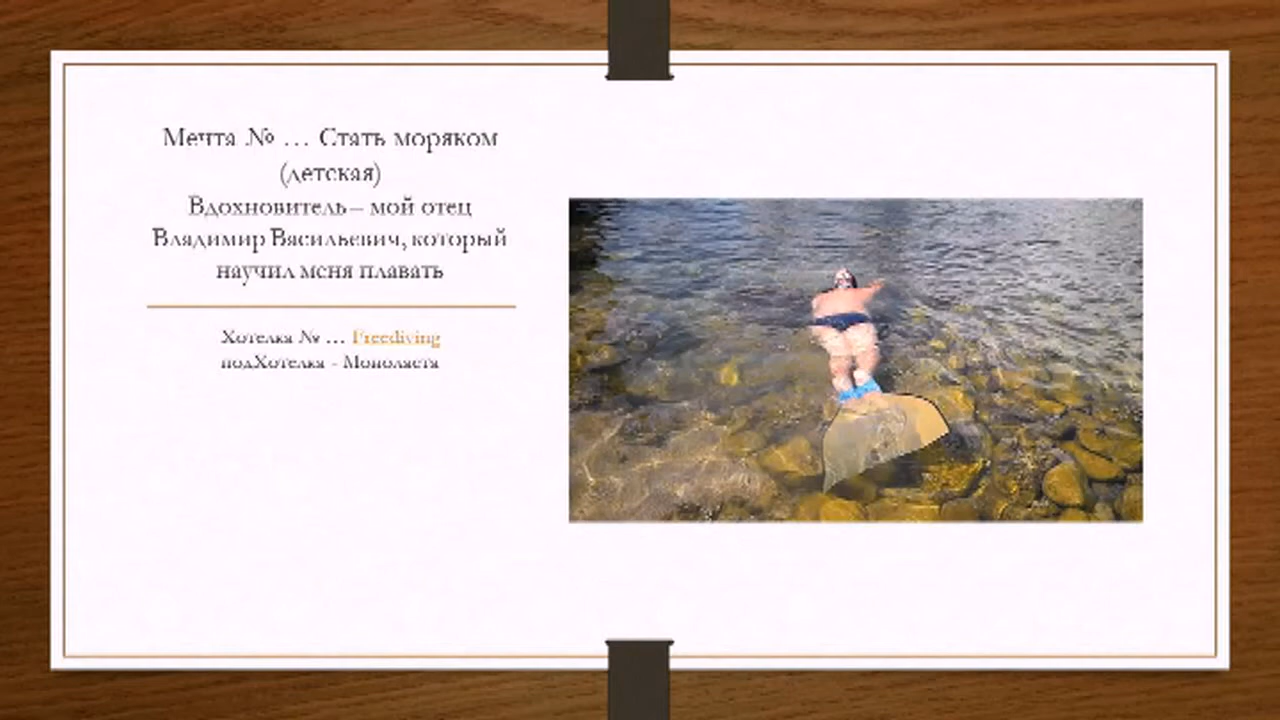 Мечта № … Стать моряком
(детская)
Вдохновитель – мой отец
Владимир Васильевич, который
научил меня плавать
Хотелка № … Freediving
подХотелка - Моноласта